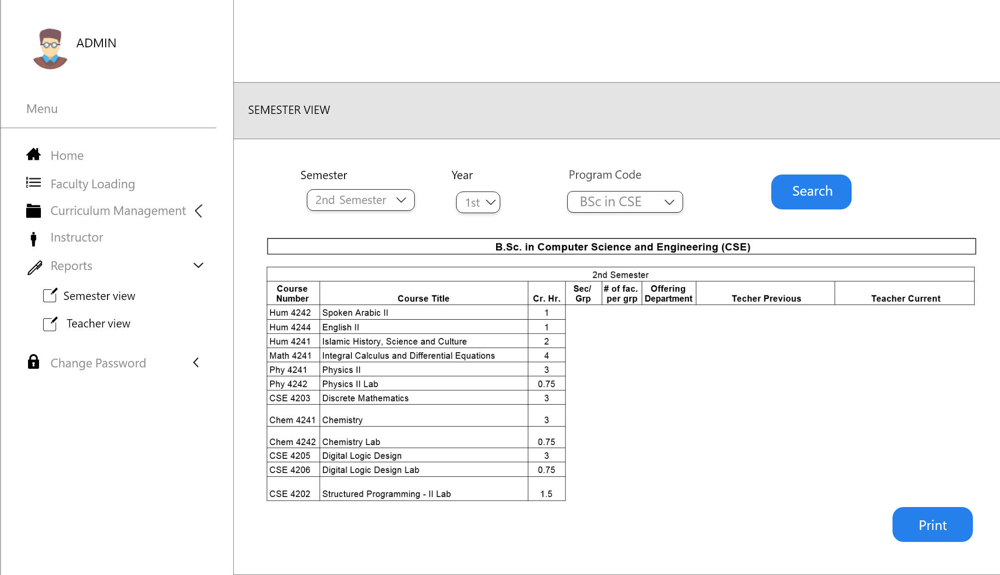 ADMIN
Menu
Home
Faculty Loading
Curriculum Management
Instructor
Reports
Semester view
Teacher view
Change Password
SEMESTER VIEW
Semester Year Program Code
2nd Semester 1st BSc in CSE Search
B.Sc. in Computer Science and Engineering (CSE)
2nd Semester
Course Number Course Title Cr. Hr. Sec/ Grp # of fac. per grp Offering Department Techer Previous Teacher Current
Hum 4242 Spoken Arabic II 1
Hum 4244 English II 1
Hum 4241 Islamic History, Science and Culture 2
Math 4241 Integral Calculus and Differential Equations 4
Phy 4241 Physics II 3
Phy 4242 Physics II Lab 0.75
CSE 4203 Discrete Mathematics 3
Chem 4241 Chemistry 3
Chem 4242 Chemistry Lab 0.75
CSE 4205 Digital Logic Design 3
CSE 4206 Digital Logic Design Lab 0.75
CSE 4202 Structured Programming - II Lab 1.5
Print